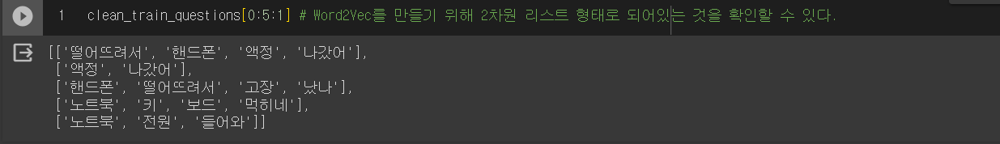 1 clean_train_questions[0:5:1] # Word2Vec를 만들기 위해 2차원 리스트 형태로 되어있는 것을 확인할 수 있다.
[['떨어뜨려서', '핸드폰', '액정', '나갔어'],
['액정', '나갔어'],
['핸드폰', '떨어뜨려서', '고장', '났나'],
['노트북', '키', '보드', '먹히네'],
['노트북', '전원', '들어와']]